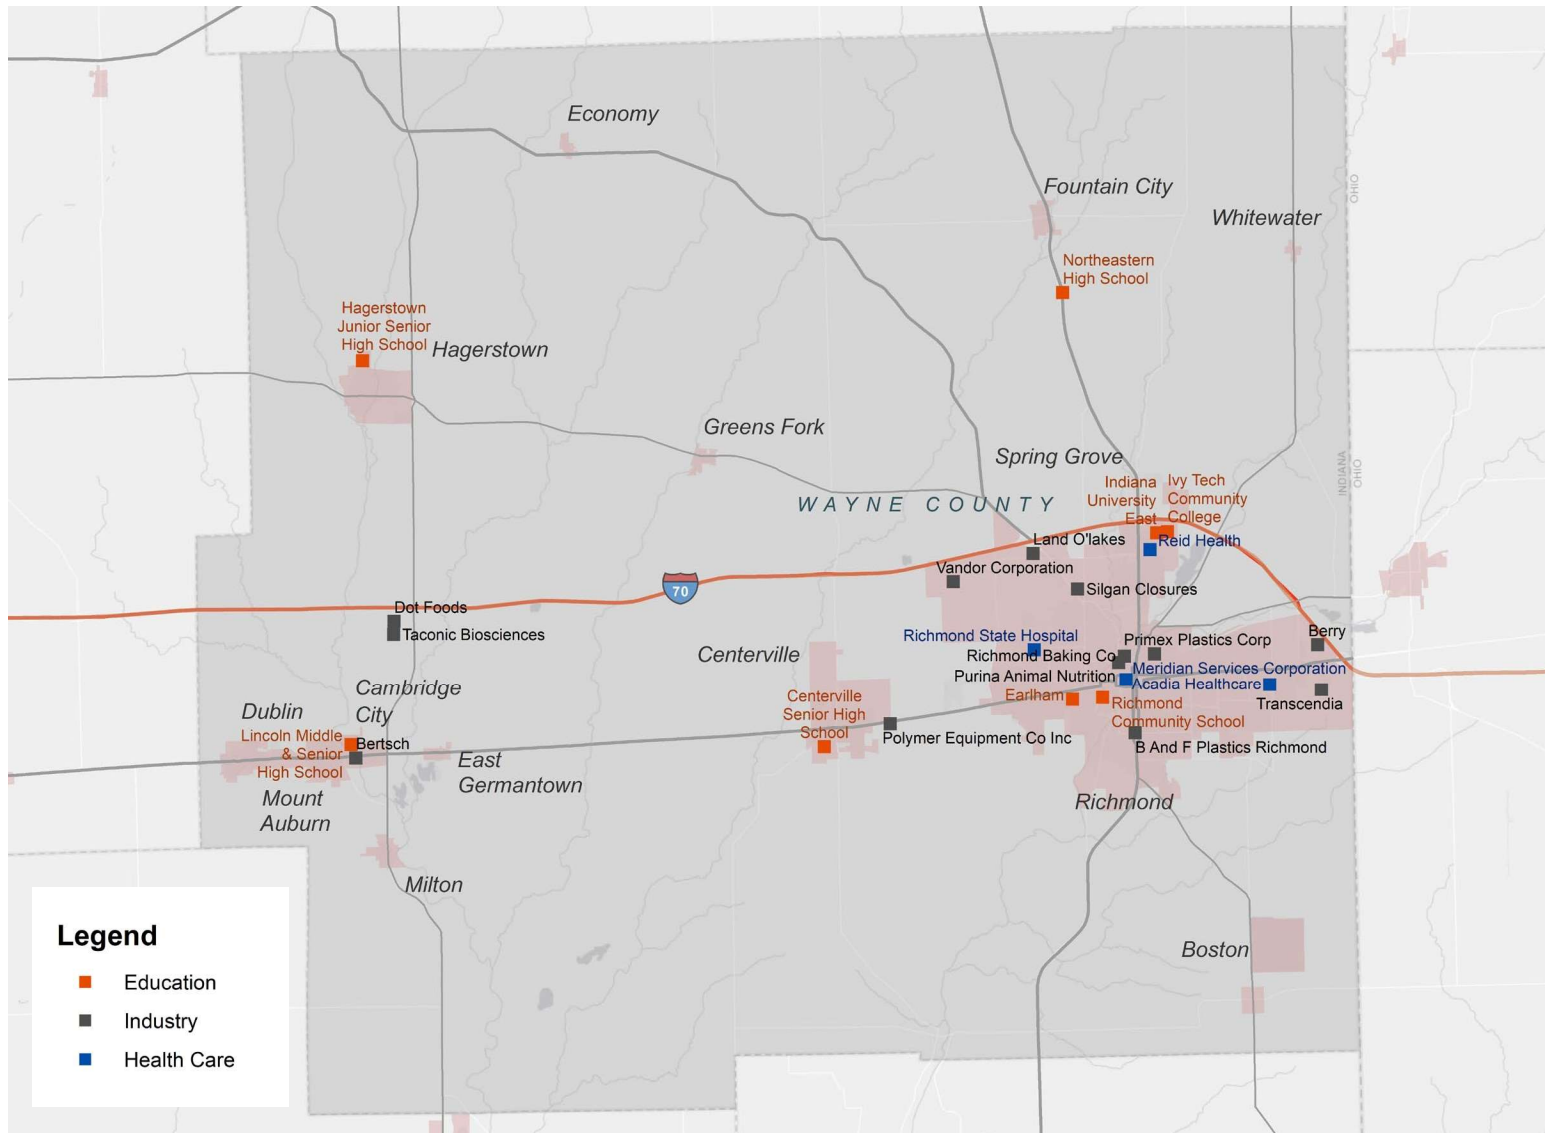 Economy
OHIO
Fountain City
Whitewater
Northeastern
High School
Hagerstown
Junior Senior
High School
Hagerstown
Greens Fork
Spring Grove
INDIANA
OHIO
WAYNE COUNTY
Indiana
University
East
Ivy Tech
Community
College
Land O'lakes
Reid Health
Vandor Corporation
Silgan Closures
70
Dot Foods
Taconic Biosciences
Centerville
Richmond State Hospital
Primex Plastics Corp
Berry
Richmond Baking Co
Purina Animal Nutrition
Meridian Services Corporation
Acadia Healthcare
Earlham
Transcendia
Richmond
Community School
Cambridge
City
Dublin
Lincoln Middle
& Senior
High School
Bertsch
Centerville
Senior High
School
Polymer Equipment Co Inc
B And F Plastics Richmond
East
Germantown
Mount
Auburn
Richmond
Milton
Boston
Legend
Education
Industry
Health Care